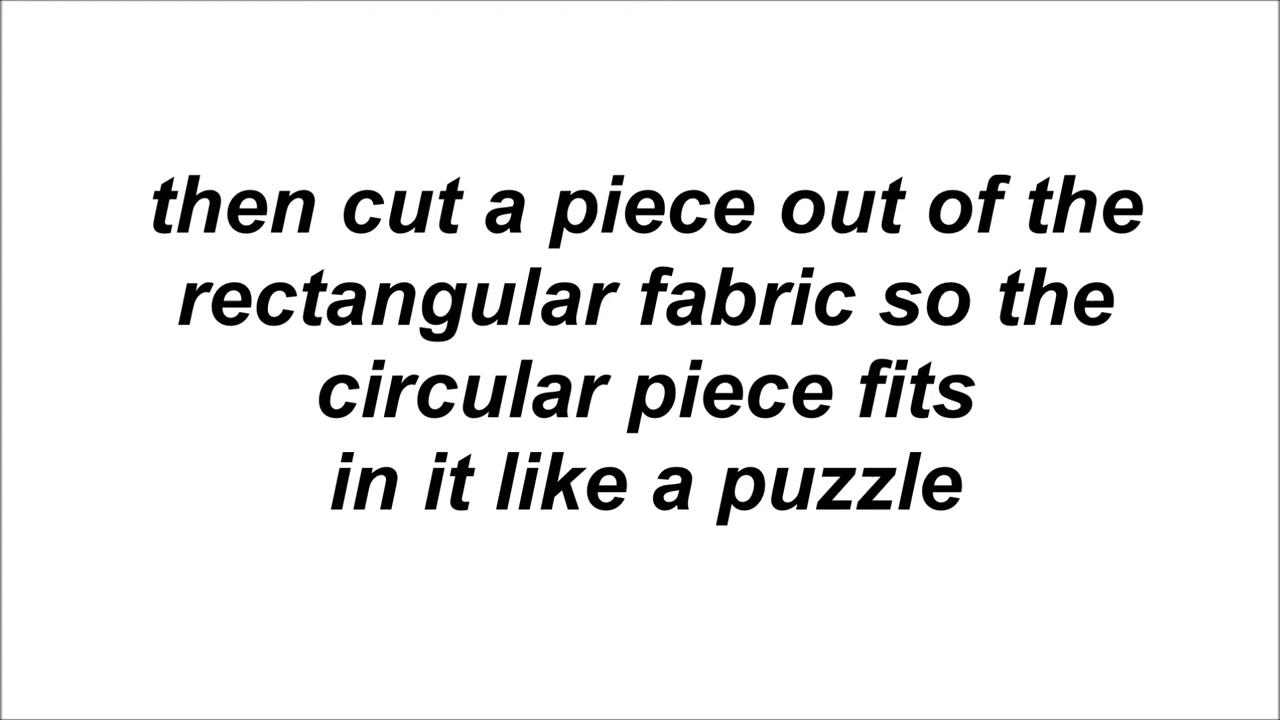 then cut a piece out of the
rectangular fabric so the
circular piece fits
in it like a puzzle